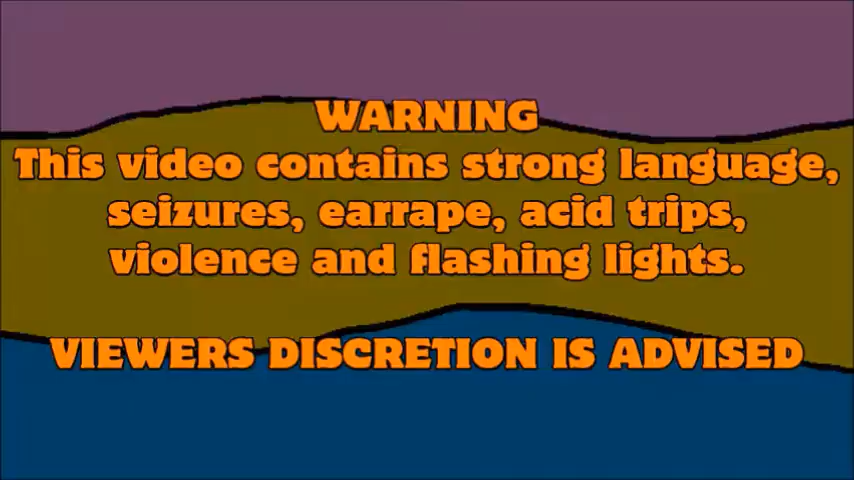 WARNING
This video contains strong language,
seizures, earrape, acid trips,
violence and flashing lights.
VIEWERS DISCRETION IS ADVISED